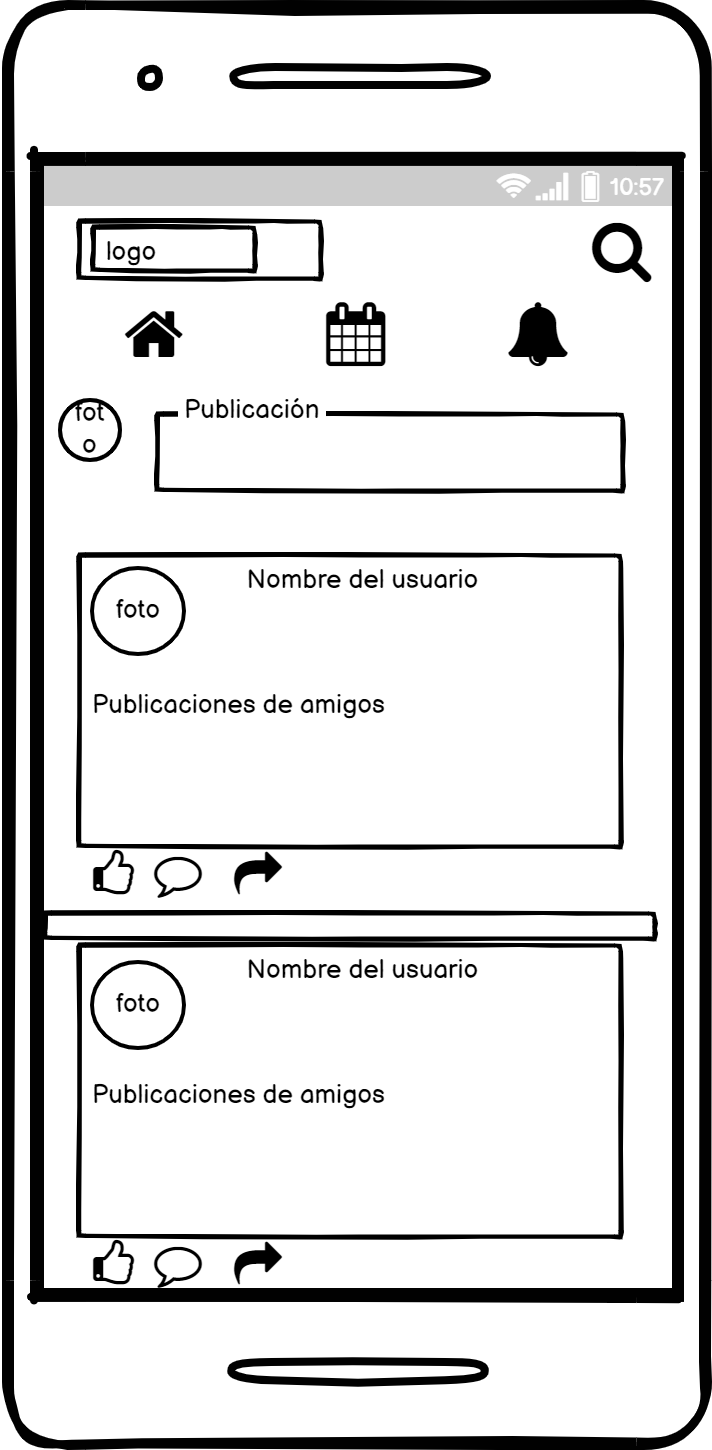 10:57
logo
fot
o
Publicación
Nombre del usuario
foto
Publicaciones de amigos
Nombre del usuario
foto
Publicaciones de amigos